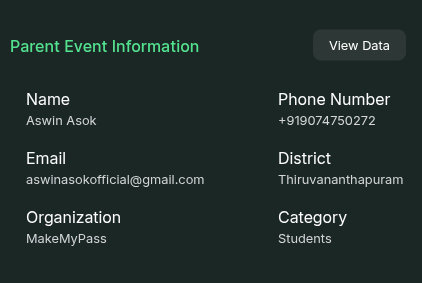 Parent Event Information
View Data
Name
Phone Number
Aswin Asok
+919074750272
Email
District
aswinasokofficial@gmail.com
Thiruvananthapuram
Organization
Category
MakeMyPass
Students